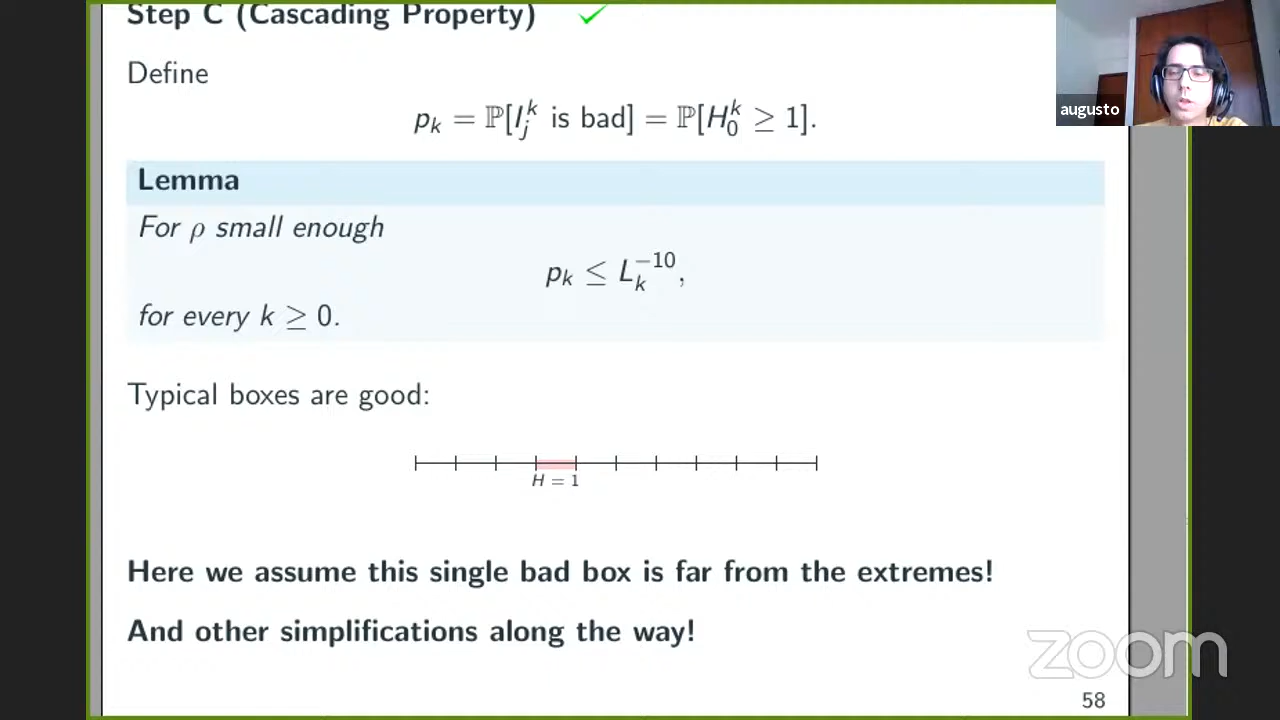 Step C (Cascading Property) ✓
Define
p_k = ℙ[I_j^k is bad] = ℙ[H_0^k ≥ 1].
Lemma
For ρ small enough
p_k ≤ L_k^{-10},
for every k ≥ 0.
Typical boxes are good:
H = 1
Here we assume this single bad box is far from the extremes!
And other simplifications along the way!
58
augusto
zoom